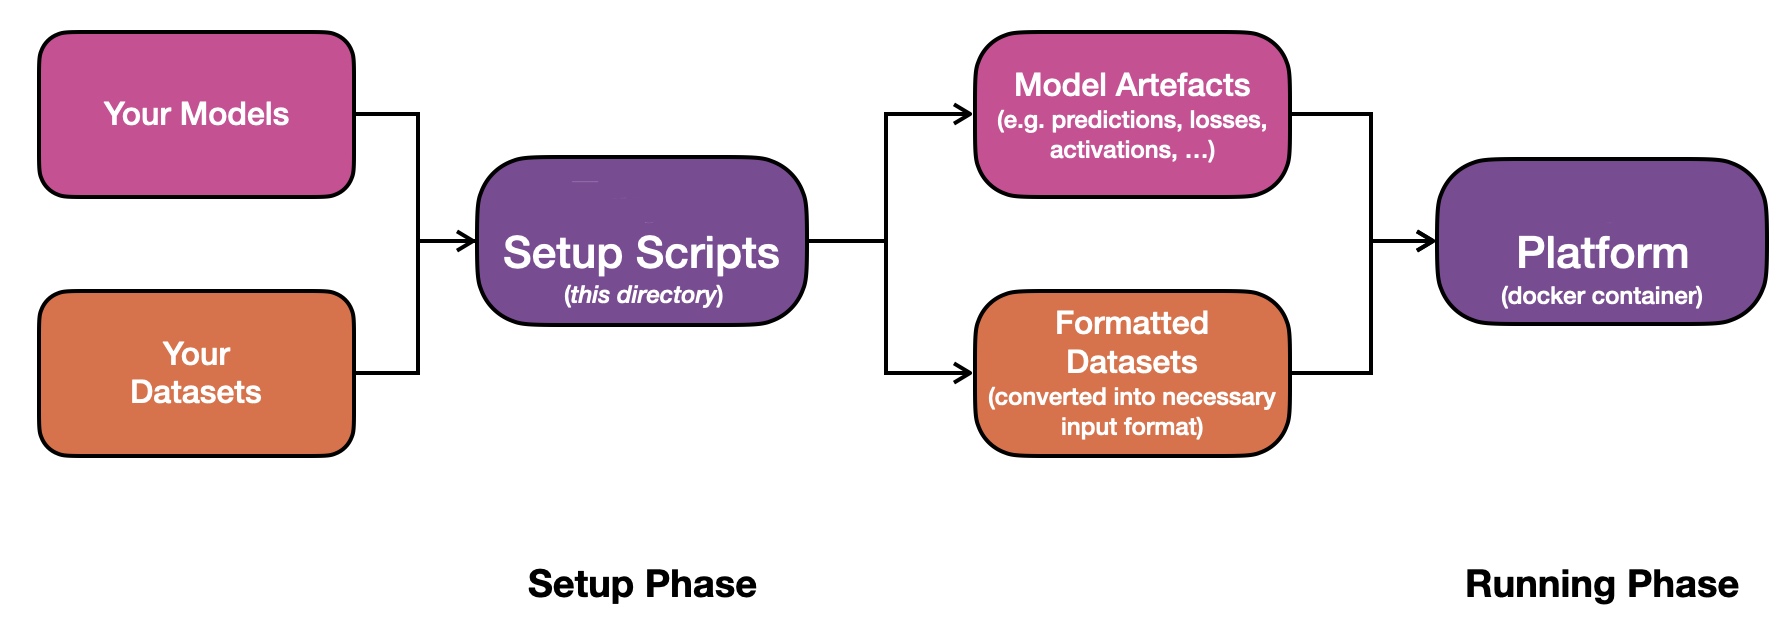 Your Models
Your
Datasets
Setup Scripts
(this directory)
Model Artefacts
(e.g. predictions, losses,
activations, ...)
Formatted
Datasets
(converted into necessary
input format)
Platform
(docker container)
Setup Phase
Running Phase